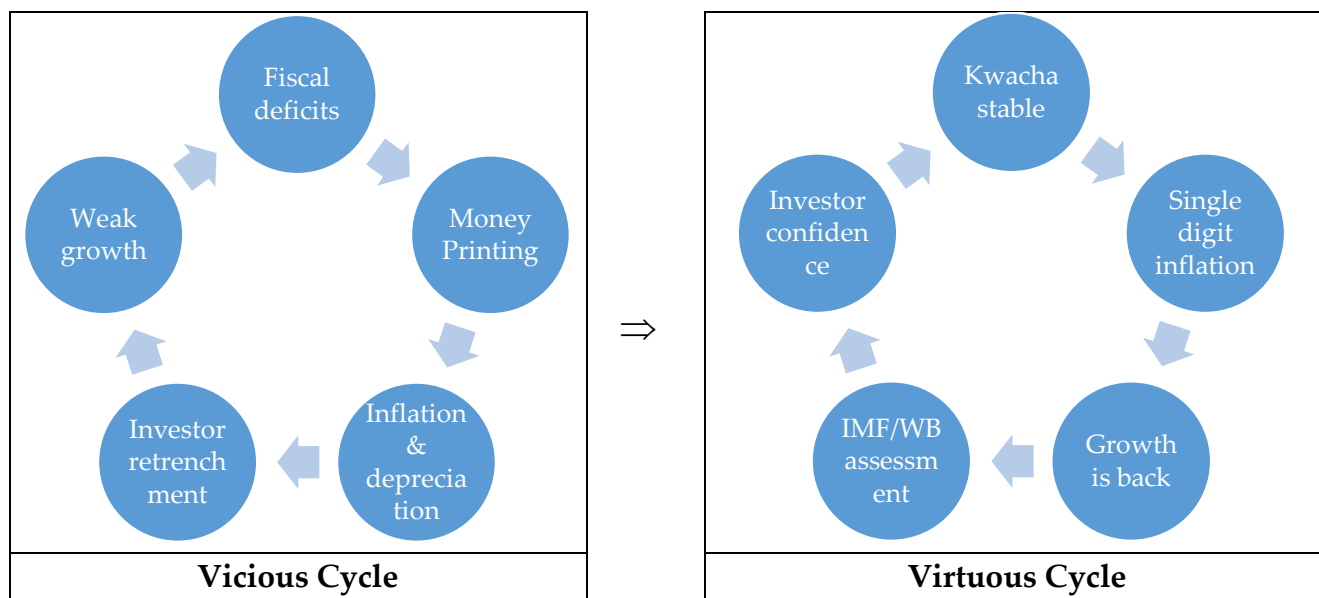 Fiscal
deficits
Money
Printing
Inflation
&
deprecia
tion
Investor
retrench
ment
Weak
growth
Vicious Cycle
⇒
Kwacha
stable
Single
digit
inflation
Growth
is back
IMF/WB
assessm
ent
Investor
confiden
ce
Virtuous Cycle